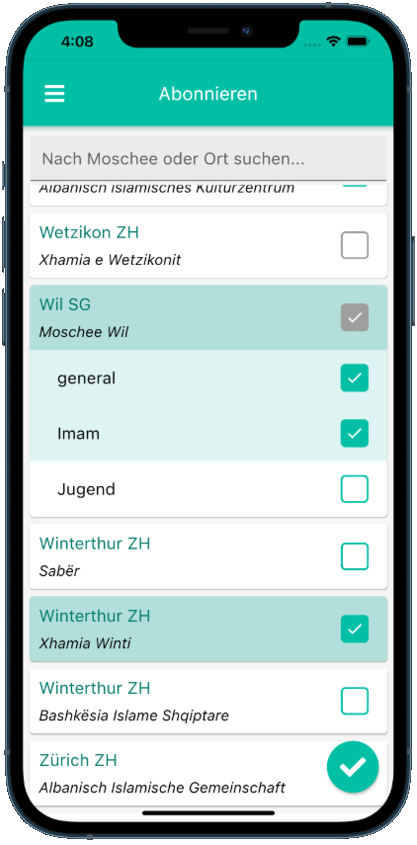 4:08
Abonnieren
Nach Moschee oder Ort suchen...
Albanisch Islamisches Kulturzentrum
Wetzikon ZH
Xhamia e Wetzikonit
Wil SG
Moschee Wil
general
Imam
Jugend
Winterthur ZH
Sabër
Winterthur ZH
Xhamia Winti
Winterthur ZH
Bashkësia Islame Shqiptare
Zürich ZH
Albanisch Islamische Gemeinschaft